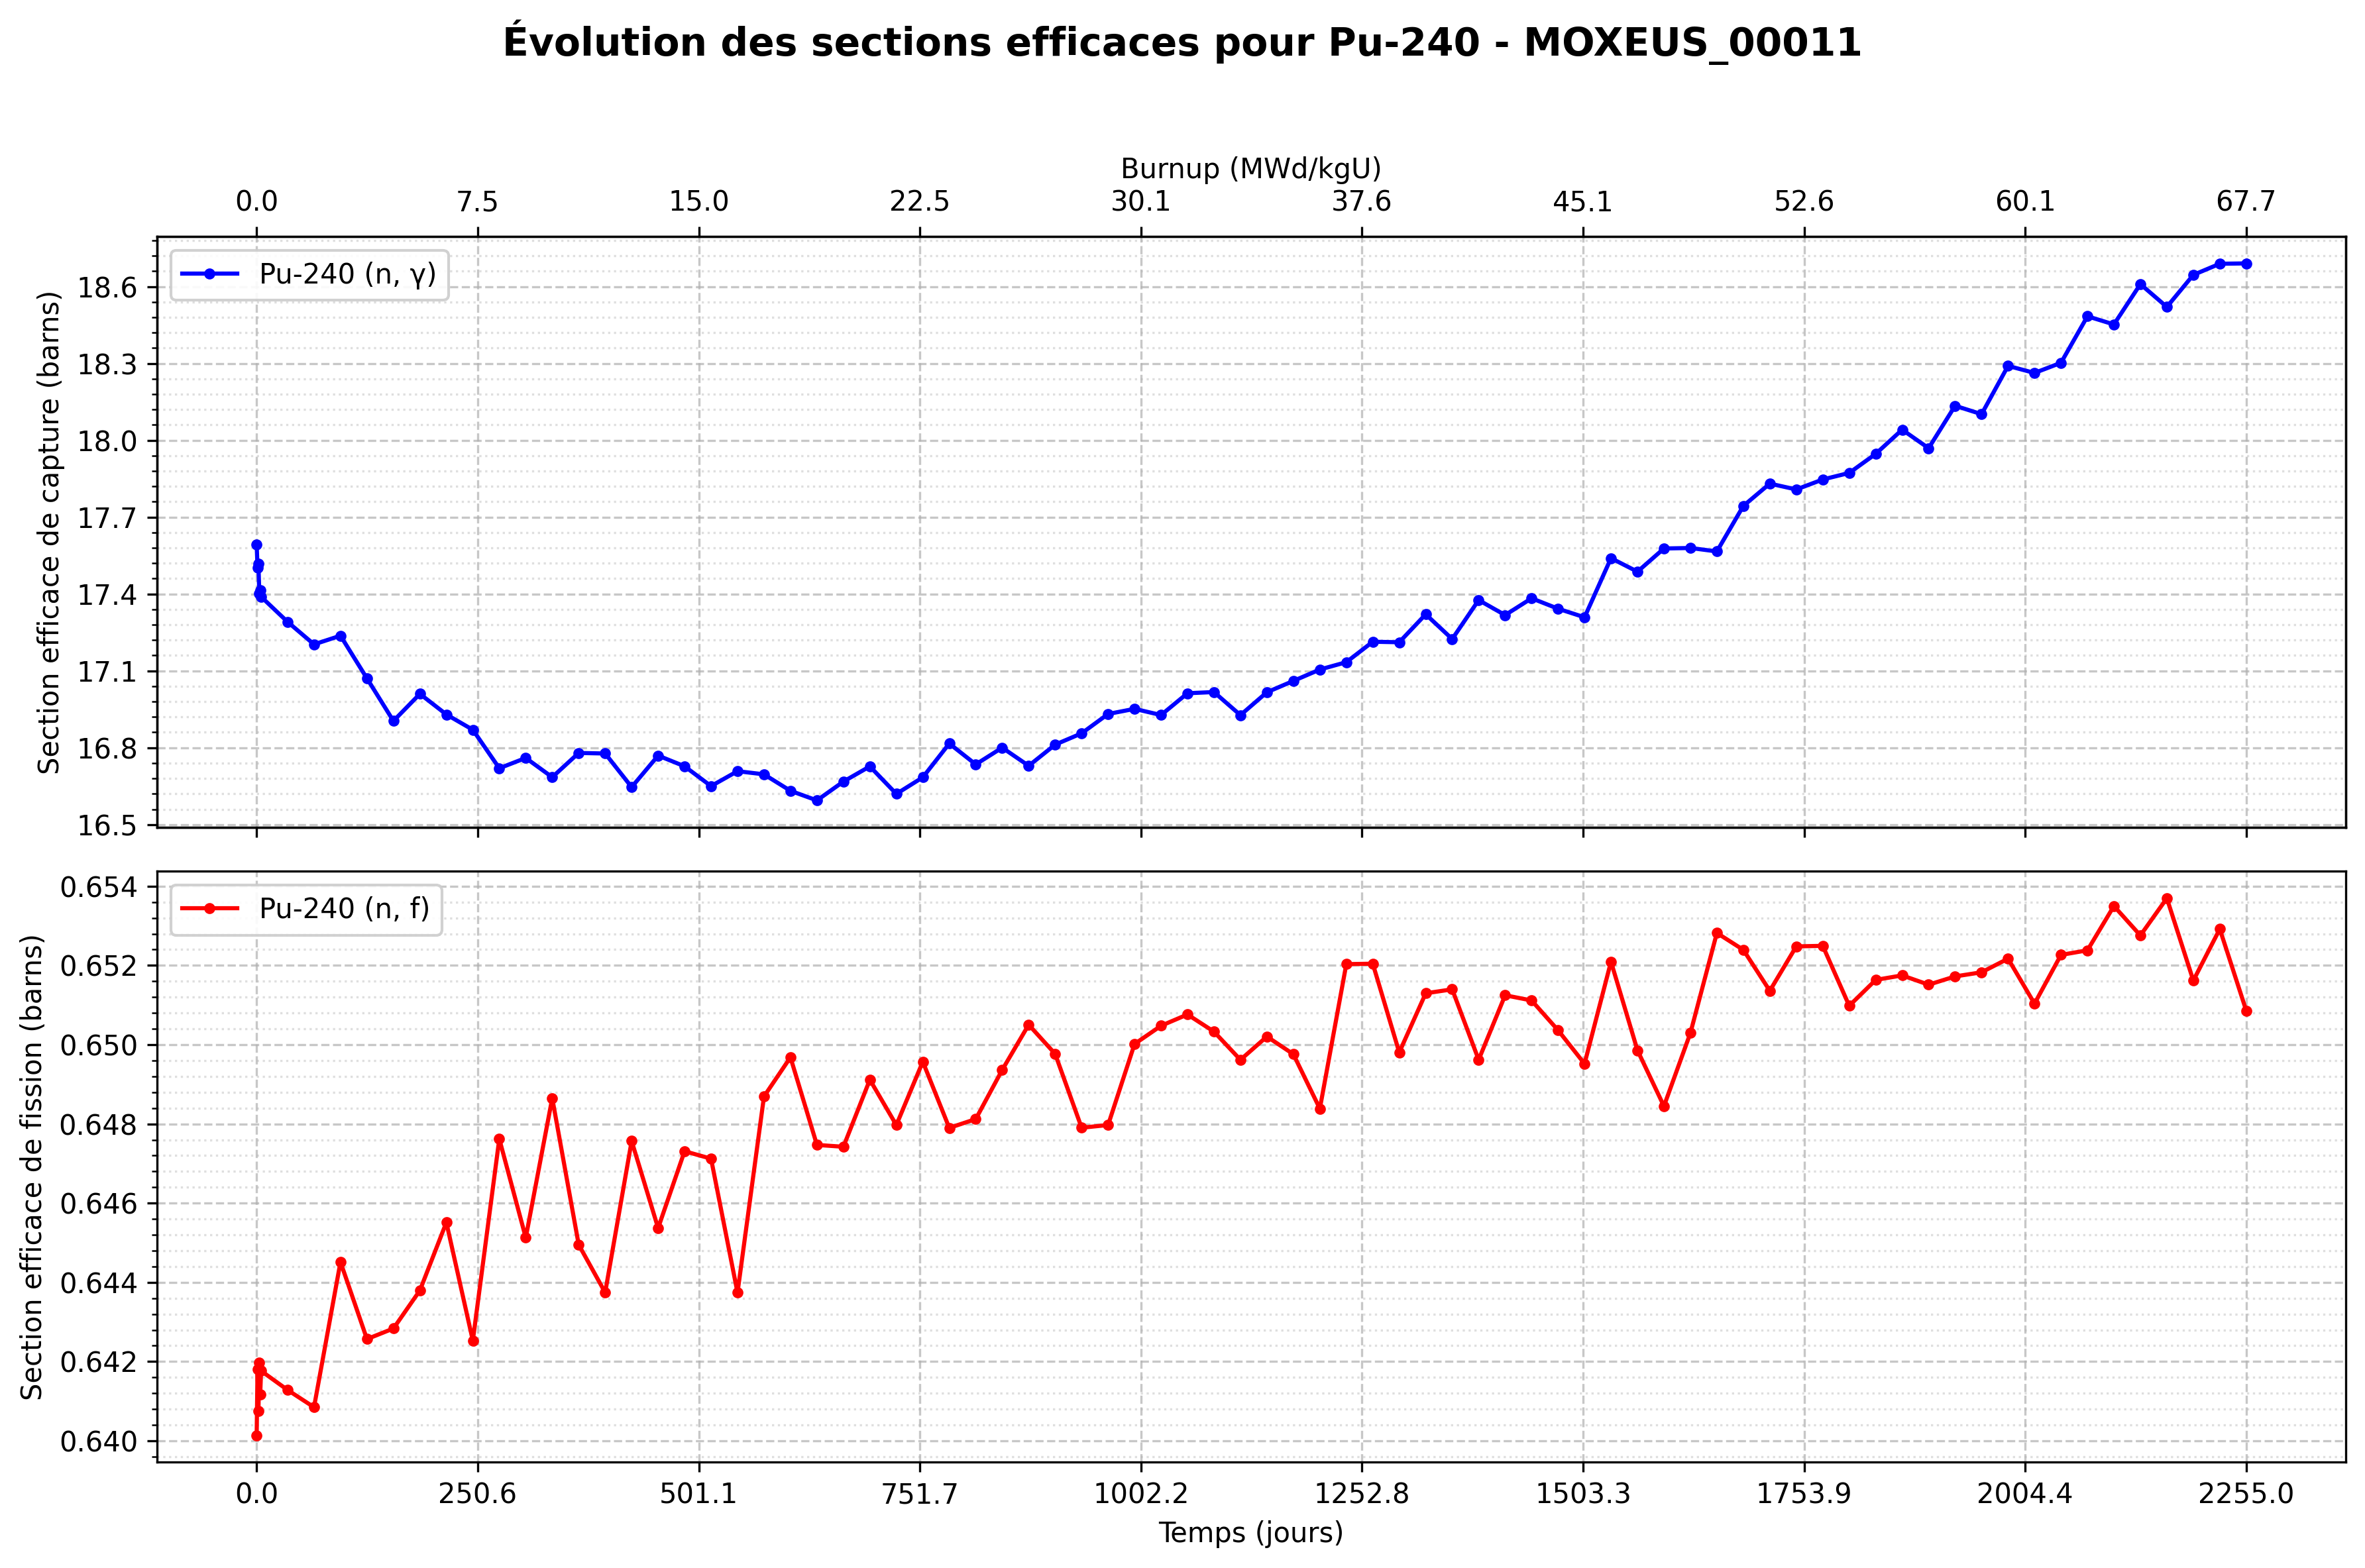 Évolution des sections efficaces pour Pu-240 - MOXEUS_00011
Burnup (MWd/kgU)
0.0 7.5 15.0 22.5 30.1 37.6 45.1 52.6 60.1 67.7
Pu-240 (n, γ)
Section efficace de capture (barns)
18.6
18.3
18.0
17.7
17.4
17.1
16.8
16.5
Pu-240 (n, f)
Section efficace de fission (barns)
0.654
0.652
0.650
0.648
0.646
0.644
0.642
0.640
0.0 250.6 501.1 751.7 1002.2 1252.8 1503.3 1753.9 2004.4 2255.0
Temps (jours)